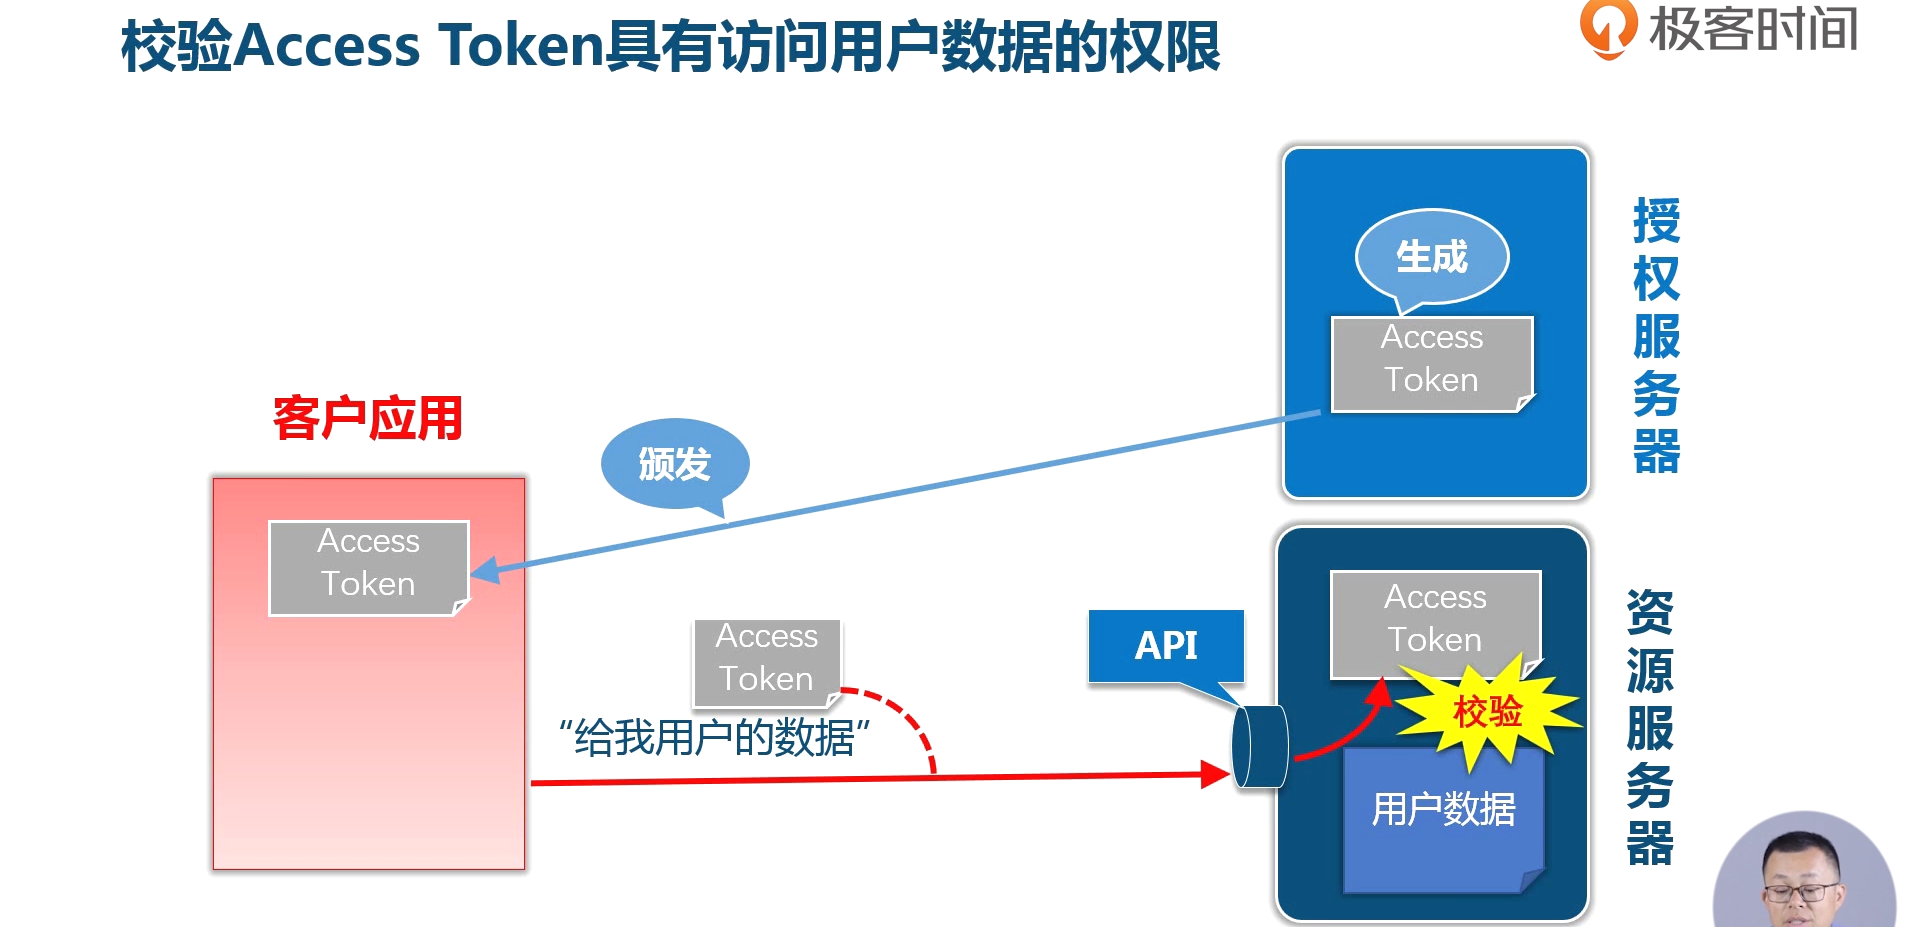 校验Access Token具有访问用户数据的权限
极客时间
生成
Access
Token
授权服务器
客户应用
颁发
Access
Token
Access
Token
“给我用户的数据”
API
Access
Token
校验
用户数据
资源服务器